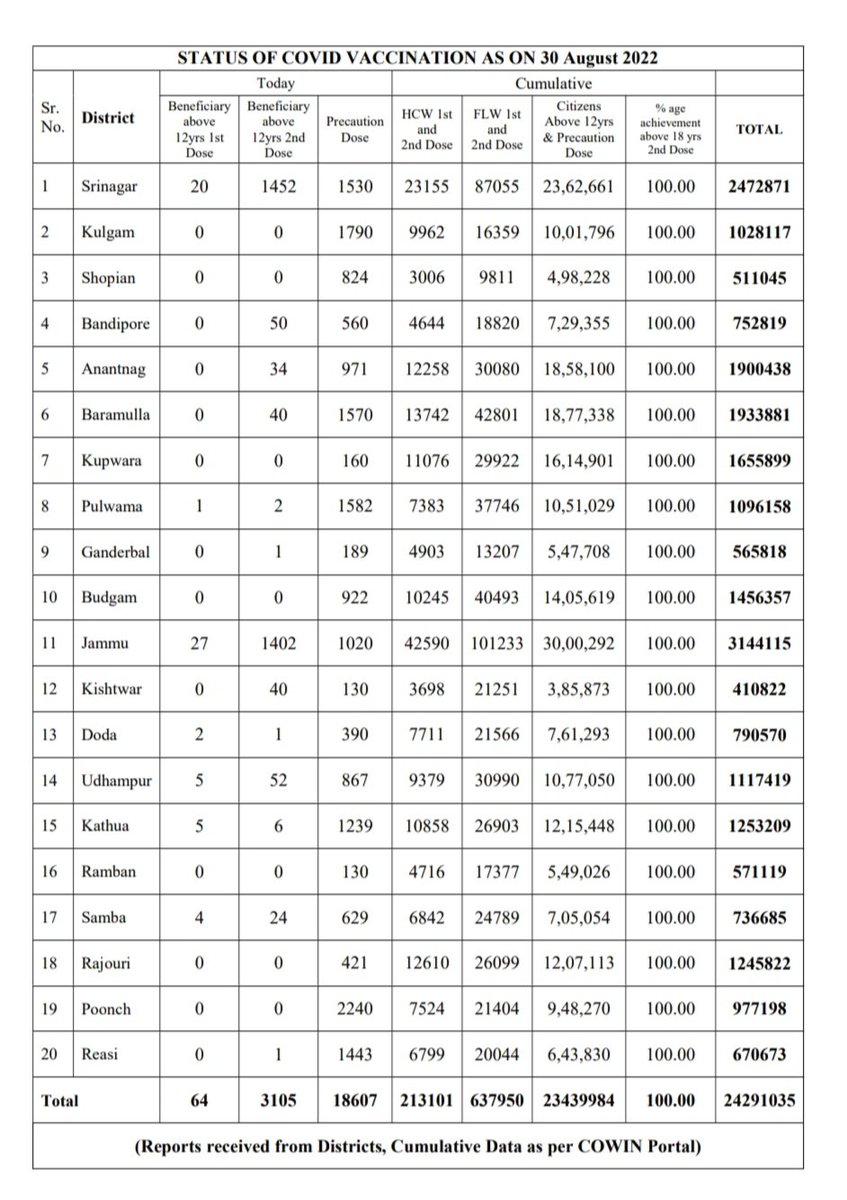 STATUS OF COVID VACCINATION AS ON 30 August 2022
Sr. No. District Today Cumulative
Beneficiary above 12yrs 1st Dose Beneficiary above 12yrs 2nd Dose Precaution Dose HCW 1st and 2nd Dose FLW 1st and 2nd Dose Citizens Above 12yrs & Precaution Dose % age achievement above 18 yrs 2nd Dose TOTAL
1 Srinagar 20 1452 1530 23155 87055 23,62,661 100.00 2472871
2 Kulgam 0 0 1790 9962 16359 10,01,796 100.00 1028117
3 Shopian 0 0 824 3006 9811 4,98,228 100.00 511045
4 Bandipore 0 50 560 4644 18820 7,29,355 100.00 752819
5 Anantnag 0 34 971 12258 30080 18,58,100 100.00 1900438
6 Baramulla 0 40 1570 13742 42801 18,77,338 100.00 1933881
7 Kupwara 0 0 160 11076 29922 16,14,901 100.00 1655899
8 Pulwama 1 2 1582 7383 37746 10,51,029 100.00 1096158
9 Ganderbal 0 1 189 4903 13207 5,47,708 100.00 565818
10 Budgam 0 0 922 10245 40493 14,05,619 100.00 1456357
11 Jammu 27 1402 1020 42590 101233 30,00,292 100.00 3144115
12 Kishtwar 0 40 130 3698 21251 3,85,873 100.00 410822
13 Doda 2 1 390 7711 21566 7,61,293 100.00 790570
14 Udhampur 5 52 867 9379 30990 10,77,050 100.00 1117419
15 Kathua 5 6 1239 10858 26903 12,15,448 100.00 1253209
16 Ramban 0 0 130 4716 17377 5,49,026 100.00 571119
17 Samba 4 24 629 6842 24789 7,05,054 100.00 736685
18 Rajouri 0 0 421 12610 26099 12,07,113 100.00 1245822
19 Poonch 0 0 2240 7524 21404 9,48,270 100.00 977198
20 Reasi 0 1 1443 6799 20044 6,43,830 100.00 670673
Total 64 3105 18607 213101 637950 23439984 100.00 24291035
(Reports received from Districts, Cumulative Data as per COWIN Portal)